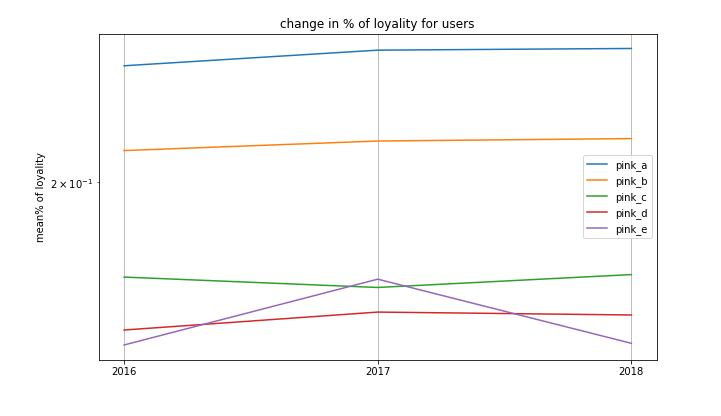 change in % of loyality for users
mean% of loyality
2 × 10⁻¹
pink_a
pink_b
pink_c
pink_d
pink_e
2016
2017
2018